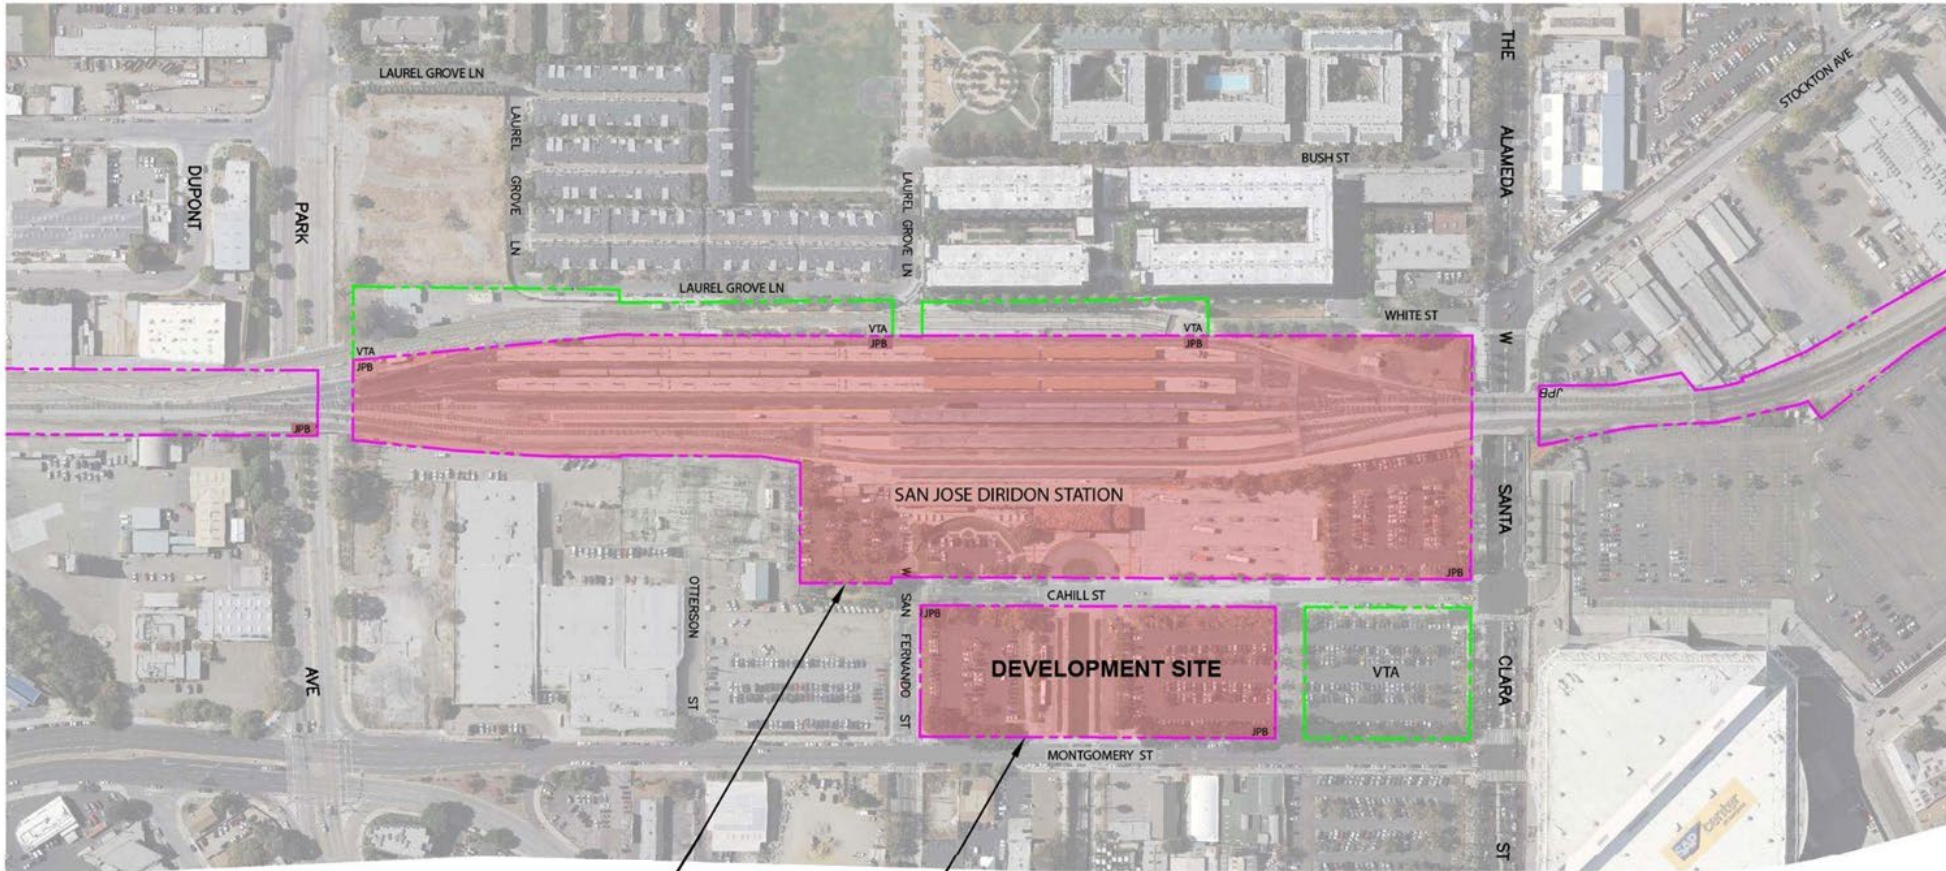 THE
STOCKTON AVE
LAUREL GROVE LN
LAUREL GROVE LN
BUSH ST
ALAMEDA
DUPONT
PARK
LAUREL GROVE LN
LAUREL GROVE LN
WHITE ST
W
VTA
JPB
VTA
JPB
VTA
JPB
JPB
JPB
SAN JOSE DIRIDON STATION
SANTA
JPB
W SAN FERNANDO ST
OTTERSON ST
CAHILL ST
JPB
DEVELOPMENT SITE
VTA
CLARA
AVE
JPB
MONTGOMERY ST
ST
SAP center